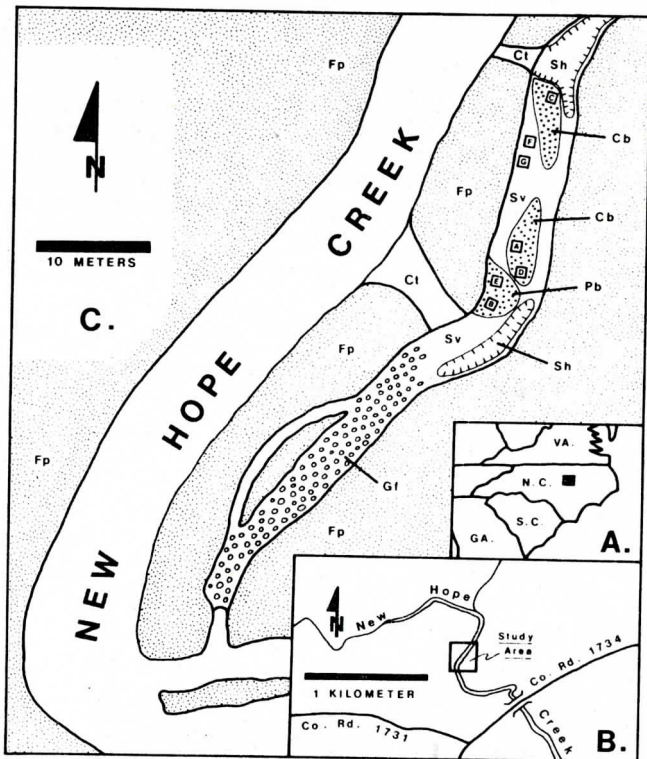 Fp
Ct
Sh
C
Cb
F
G
N
Fp
Sv
Cb
A
D
10 METERS
Ct
E
Pb
B
C.
Fp
Sv
Sh
NEW HOPE CREEK
Fp
Gf
Fp
VA.
N.C.
S.C.
GA.
A.
N
New Hope
Study
Area
Co. Rd. 1734
1 KILOMETER
Creek
Co. Rd. 1731
B.